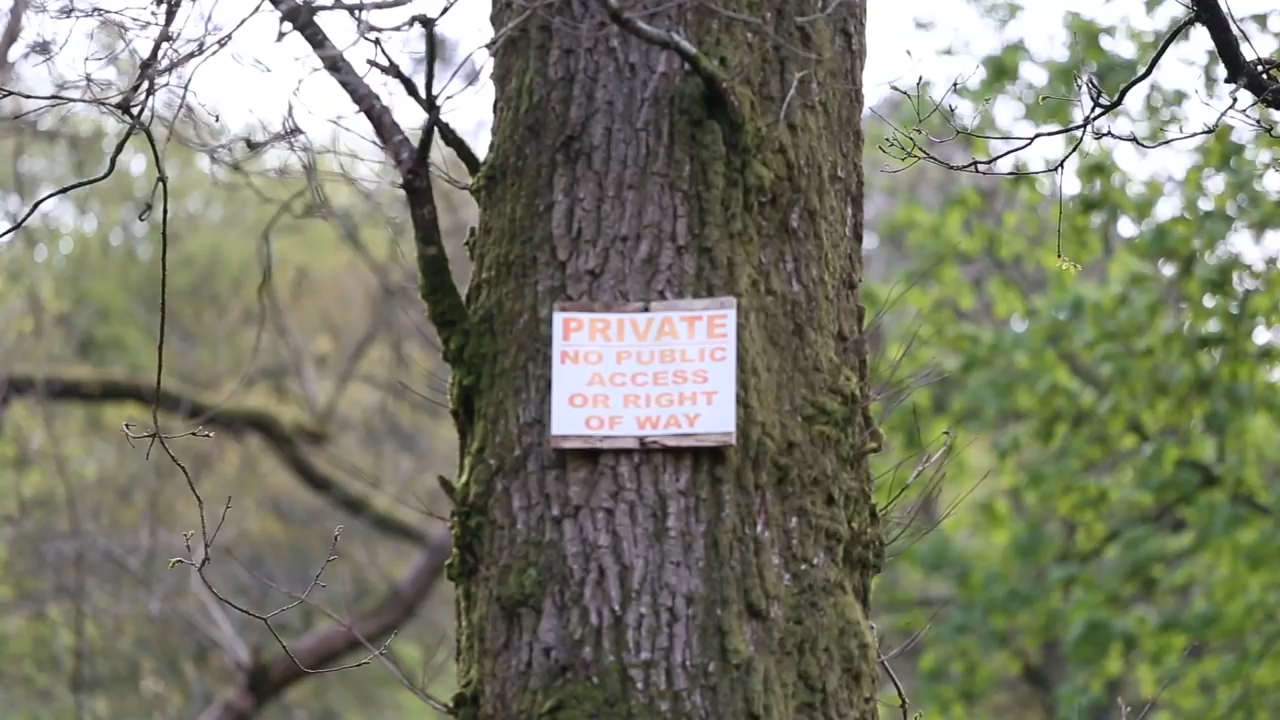 PRIVATE
NO PUBLIC
ACCESS
OR RIGHT
OF WAY